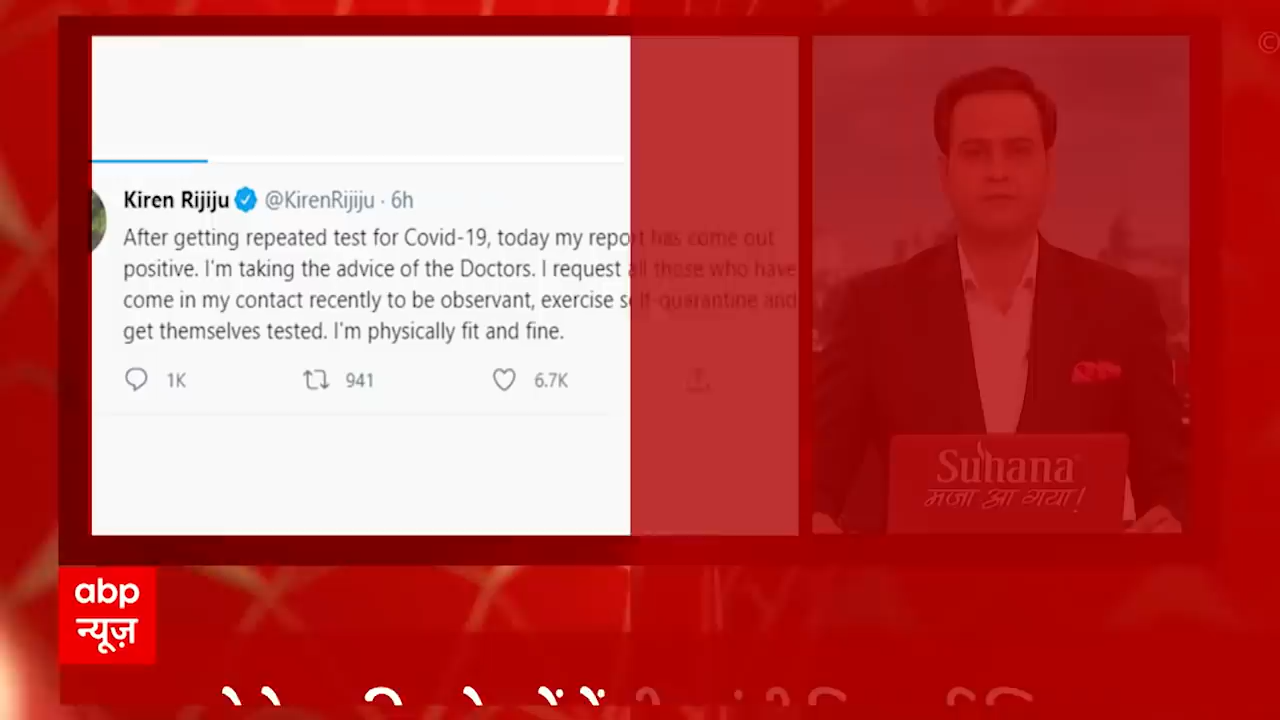 ©
Kiren Rijiju @KirenRijiju · 6h
After getting repeated test for Covid-19, today my report has come out
positive. I'm taking the advice of the Doctors. I request all those who have
come in my contact recently to be observant, exercise self-quarantine and
get themselves tested. I'm physically fit and fine.
1K 941 6.7K
Suhana
मजा आ गया!
abp
न्यूज़